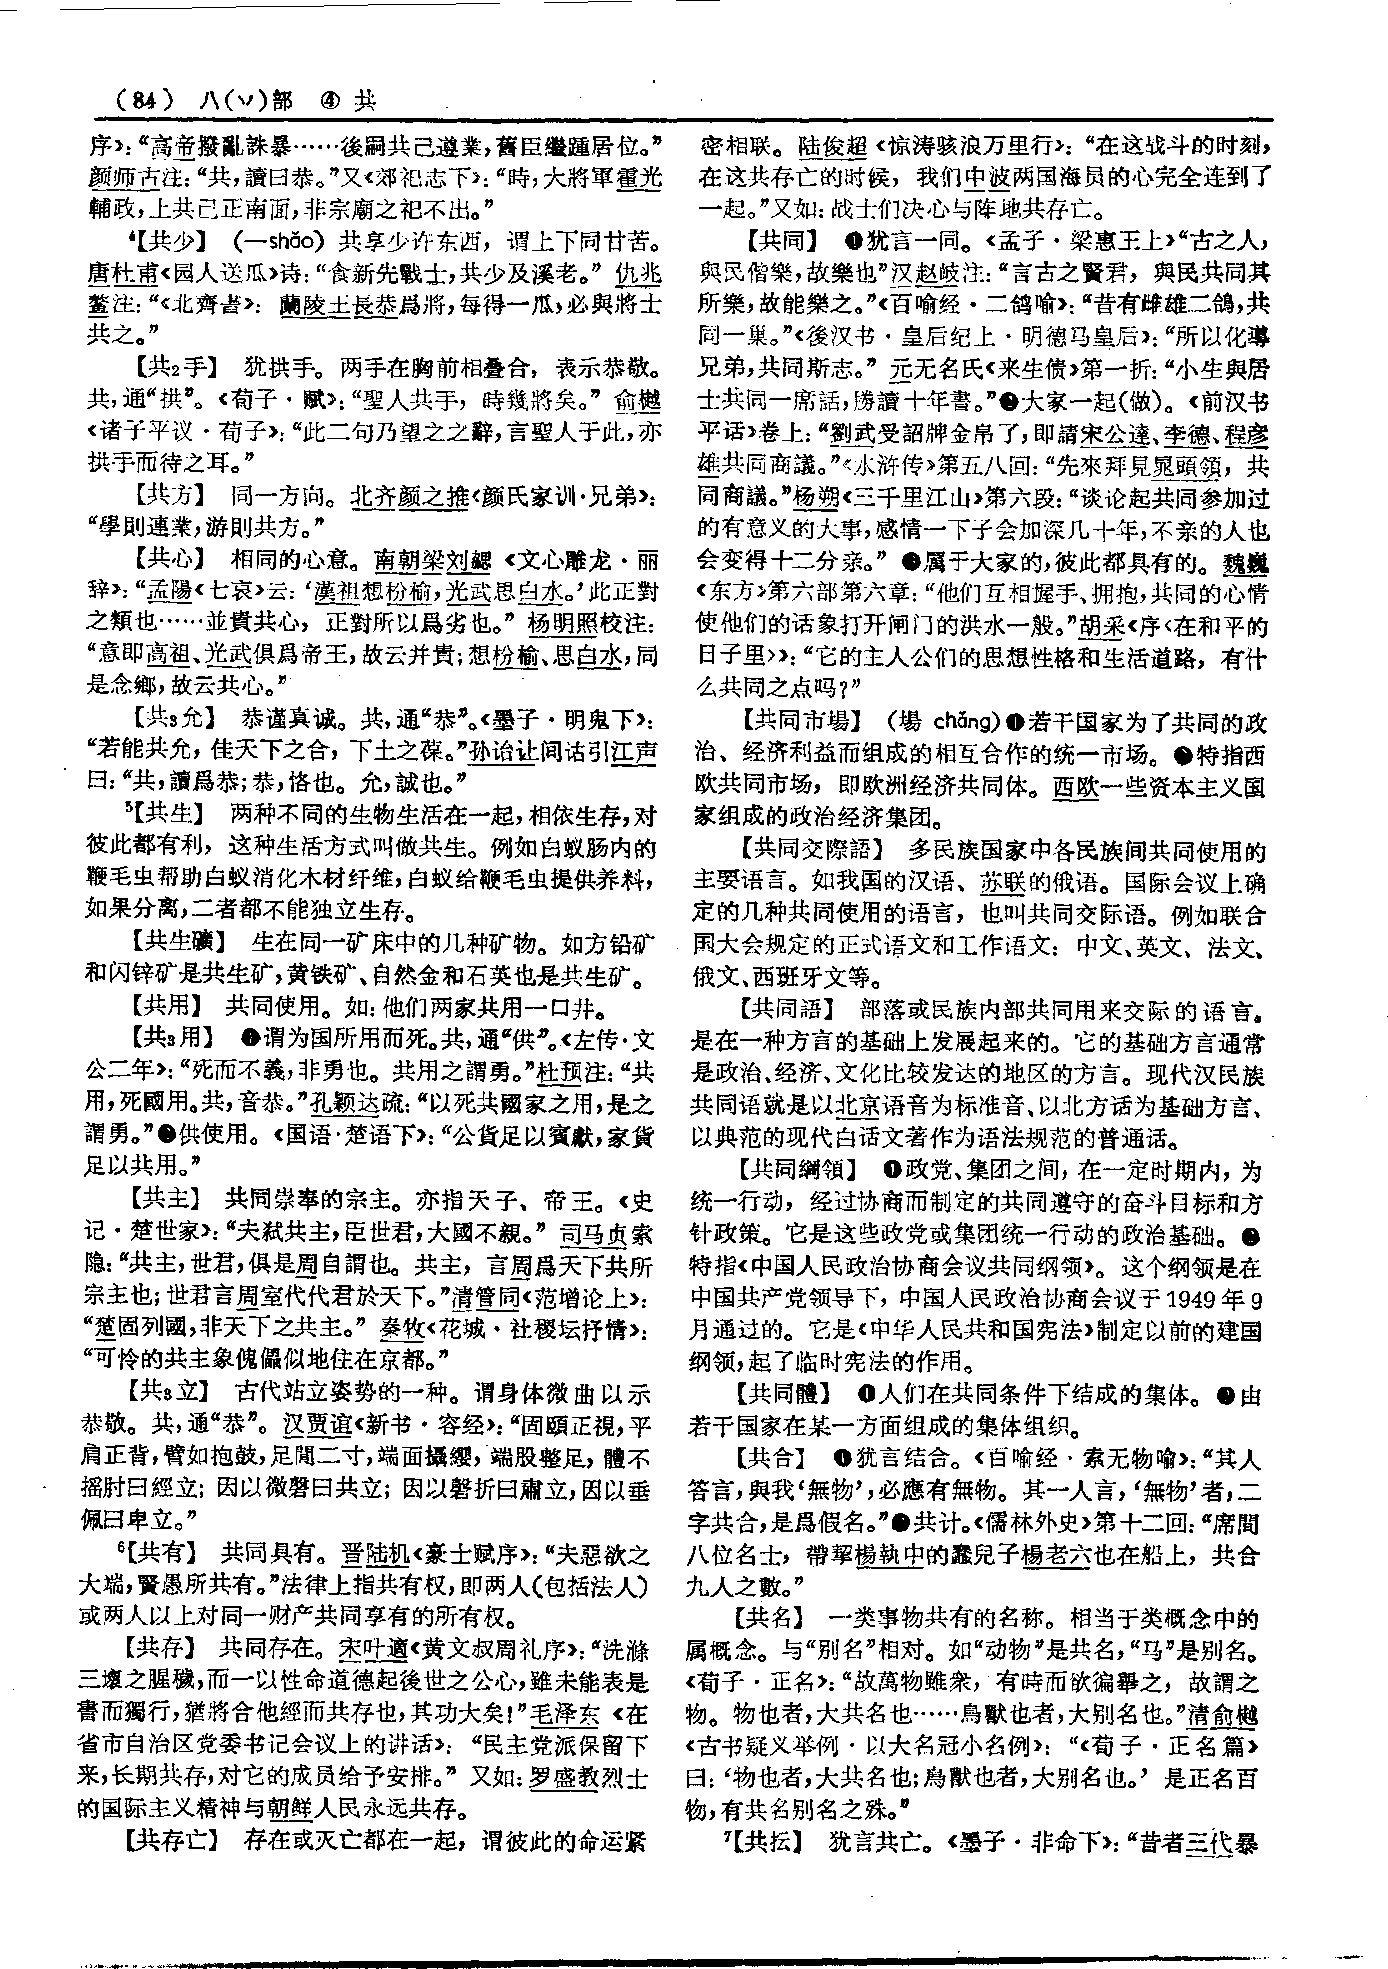 (84) 八(丷)部 ④ 共
序》：“高帝撥亂誅暴……後嗣共己遵業，舊臣繼踵居位。”
颜师古注：“共，讀曰恭。”又《郊祀志下》：“時，大將軍霍光
輔政，上共己正南面，非宗廟之祀不出。”
⁴【共少】 （—shǎo）共享少许东西，谓上下同甘苦。
唐杜甫《园人送瓜》诗：“食新先戰士，共少及溪老。” 仇兆
鳌注：“《北齊書》：蘭陵王長恭爲將，每得一瓜，必與將士
共之。”
【共₂手】 犹拱手。两手在胸前相叠合，表示恭敬。
共，通“拱”。《荀子·赋》：“聖人共手，時幾將矣。” 俞樾
《诸子平议·荀子》：“此二句乃望之之辭，言聖人于此，亦
拱手而待之耳。”
【共方】 同一方向。北齐颜之推《颜氏家训·兄弟》：
“學則連業，游則共方。”
【共心】 相同的心意。南朝梁刘勰《文心雕龙·丽
辞》：“孟陽《七哀》云：‘漢祖想枌榆，光武思白水。’此正對
之類也……並貴共心，正對所以爲劣也。” 杨明照校注：
“意即高祖、光武俱爲帝王，故云并貴；想枌榆、思白水，同
是念鄉，故云共心。”
【共₃允】 恭谨真诚。共，通“恭”。《墨子·明鬼下》：
“若能共允，隹天下之合，下土之葆。”孙诒让间诂引江声
曰：“共，讀爲恭；恭，恪也。允，誠也。”
⁵【共生】 两种不同的生物生活在一起，相依生存，对
彼此都有利，这种生活方式叫做共生。例如白蚁肠内的
鞭毛虫帮助白蚁消化木材纤维，白蚁给鞭毛虫提供养料，
如果分离，二者都不能独立生存。
【共生礦】 生在同一矿床中的几种矿物。如方铅矿
和闪锌矿是共生矿，黄铁矿、自然金和石英也是共生矿。
【共用】 共同使用。如：他们两家共用一口井。
【共₃用】 ❶谓为国所用而死。共，通“供”。《左传·文
公二年》：“死而不義，非勇也。共用之謂勇。”杜预注：“共
用，死國用。共，音恭。”孔颖达疏：“以死共國家之用，是之
謂勇。”❷供使用。《国语·楚语下》：“公貨足以賓獻，家貨
足以共用。”
【共主】 共同崇奉的宗主。亦指天子、帝王。《史
记·楚世家》：“夫弒共主，臣世君，大國不親。” 司马贞索
隐：“共主，世君，俱是周自謂也。共主，言周爲天下共所
宗主也；世君言周室代代君於天下。”清管同《范增论上》：
“楚固列國，非天下之共主。” 秦牧《花城·社稷坛抒情》：
“可怜的共主象傀儡似地住在京都。”
【共₃立】 古代站立姿势的一种。谓身体微曲以示
恭敬。共，通“恭”。汉贾谊《新书·容经》：“固頤正視，平
肩正背，臂如抱鼓，足閒二寸，端面攝纓，端股整足，體不
摇肘曰經立；因以微磬曰共立；因以磬折曰肅立，因以垂
佩曰卑立。”
⁶【共有】 共同具有。晋陆机《豪士赋序》：“夫惡欲之
大端，賢愚所共有。”法律上指共有权，即两人（包括法人）
或两人以上对同一财产共同享有的所有权。
【共存】 共同存在。宋叶適《黄文叔周礼序》：“洗滌
三壞之腥穢，而一以性命道德起後世之公心，雖未能表是
書而獨行，猶將合他經而共存也，其功大矣！”毛泽东《在
省市自治区党委书记会议上的讲话》：“民主党派保留下
来，长期共存，对它的成员给予安排。” 又如：罗盛教烈士
的国际主义精神与朝鲜人民永远共存。
【共存亡】 存在或灭亡都在一起，谓彼此的命运紧
密相联。陆俊超《惊涛骇浪万里行》：“在这战斗的时刻，
在这共存亡的时候，我们中波两国海员的心完全连到了
一起。”又如：战士们决心与阵地共存亡。
【共同】 ❶犹言一同。《孟子·梁惠王上》“古之人，
與民偕樂，故樂也”汉赵岐注：“言古之賢君，與民共同其
所樂，故能樂之。”《百喻经·二鸽喻》：“昔有雌雄二鴿，共
同一巢。”《後汉书·皇后纪上·明德马皇后》：“所以化導
兄弟，共同斯志。” 元无名氏《来生债》第一折：“小生與居
士共同一席話，勝讀十年書。”❷大家一起（做）。《前汉书
平话》卷上：“劉武受詔牌金帛了，即請宋公達、李德、程彦
雄共同商議。”《水浒传》第五八回：“先來拜見晁頭領，共
同商議。”杨朔《三千里江山》第六段：“谈论起共同参加过
的有意义的大事，感情一下子会加深几十年，不亲的人也
会变得十二分亲。” ❸属于大家的，彼此都具有的。魏巍
《东方》第六部第六章：“他们互相握手、拥抱，共同的心情
使他们的话象打开闸门的洪水一般。”胡采《序〈在和平的
日子里〉》：“它的主人公们的思想性格和生活道路，有什
么共同之点吗？”
【共同市場】 （場 chǎng）❶若干国家为了共同的政
治、经济利益而组成的相互合作的统一市场。❷特指西
欧共同市场，即欧洲经济共同体。西欧一些资本主义国
家组成的政治经济集团。
【共同交際語】 多民族国家中各民族间共同使用的
主要语言。如我国的汉语、苏联的俄语。国际会议上确
定的几种共同使用的语言，也叫共同交际语。例如联合
国大会规定的正式语文和工作语文：中文、英文、法文、
俄文、西班牙文等。
【共同語】 部落或民族内部共同用来交际的语言。
是在一种方言的基础上发展起来的。它的基础方言通常
是政治、经济、文化比较发达的地区的方言。现代汉民族
共同语就是以北京语音为标准音、以北方话为基础方言、
以典范的现代白话文著作为语法规范的普通话。
【共同綱領】 ❶政党、集团之间，在一定时期内，为
统一行动，经过协商而制定的共同遵守的奋斗目标和方
针政策。它是这些政党或集团统一行动的政治基础。❷
特指《中国人民政治协商会议共同纲领》。这个纲领是在
中国共产党领导下，中国人民政治协商会议于1949年9
月通过的。它是《中华人民共和国宪法》制定以前的建国
纲领，起了临时宪法的作用。
【共同體】 ❶人们在共同条件下结成的集体。❷由
若干国家在某一方面组成的集体组织。
【共合】 ❶犹言结合。《百喻经·索无物喻》：“其人
答言，與我‘無物’，必應有無物。其一人言，‘無物’者，二
字共合，是爲假名。”❷共计。《儒林外史》第十二回：“席間
八位名士，帶挈楊執中的蠢兒子楊老六也在船上，共合
九人之數。”
【共名】 一类事物共有的名称。相当于类概念中的
属概念。与“别名”相对。如“动物”是共名，“马”是别名。
《荀子·正名》：“故萬物雖衆，有時而欲徧舉之，故謂之
物。物也者，大共名也……鳥獸也者，大别名也。”清俞樾
《古书疑义举例·以大名冠小名例》：“《荀子·正名篇》
曰：‘物也者，大共名也；鳥獸也者，大别名也。’是正名百
物，有共名别名之殊。”
⁷【共抎】 犹言共亡。《墨子·非命下》：“昔者三代暴